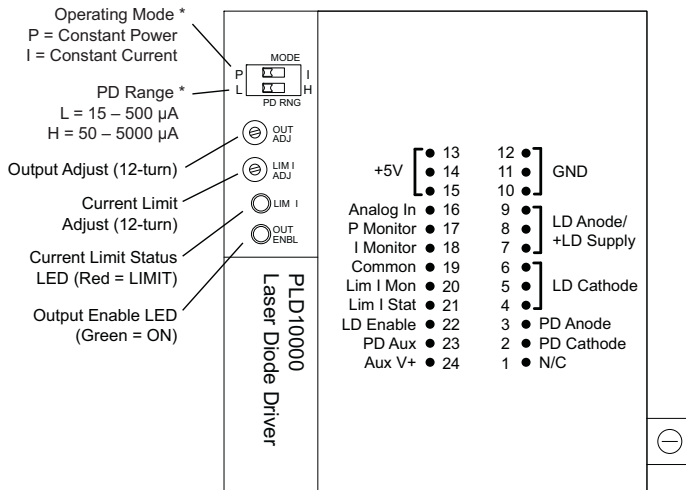 Operating Mode *
P = Constant Power
I = Constant Current
PD Range *
L = 15 – 500 µA
H = 50 – 5000 µA
Output Adjust (12-turn)
Current Limit
Adjust (12-turn)
Current Limit Status
LED (Red = LIMIT)
Output Enable LED
(Green = ON)
MODE
P I
L H
PD RNG
OUT
ADJ
LIM I
ADJ
LIM I
OUT
ENBL
PLD10000
Laser Diode Driver
+5V
13
14
15
Analog In 16
P Monitor 17
I Monitor 18
Common 19
Lim I Mon 20
Lim I Stat 21
LD Enable 22
PD Aux 23
Aux V+ 24
12
11 GND
10
9
8
7
LD Anode/
+LD Supply
6
5 LD Cathode
4
3 PD Anode
2 PD Cathode
1 N/C